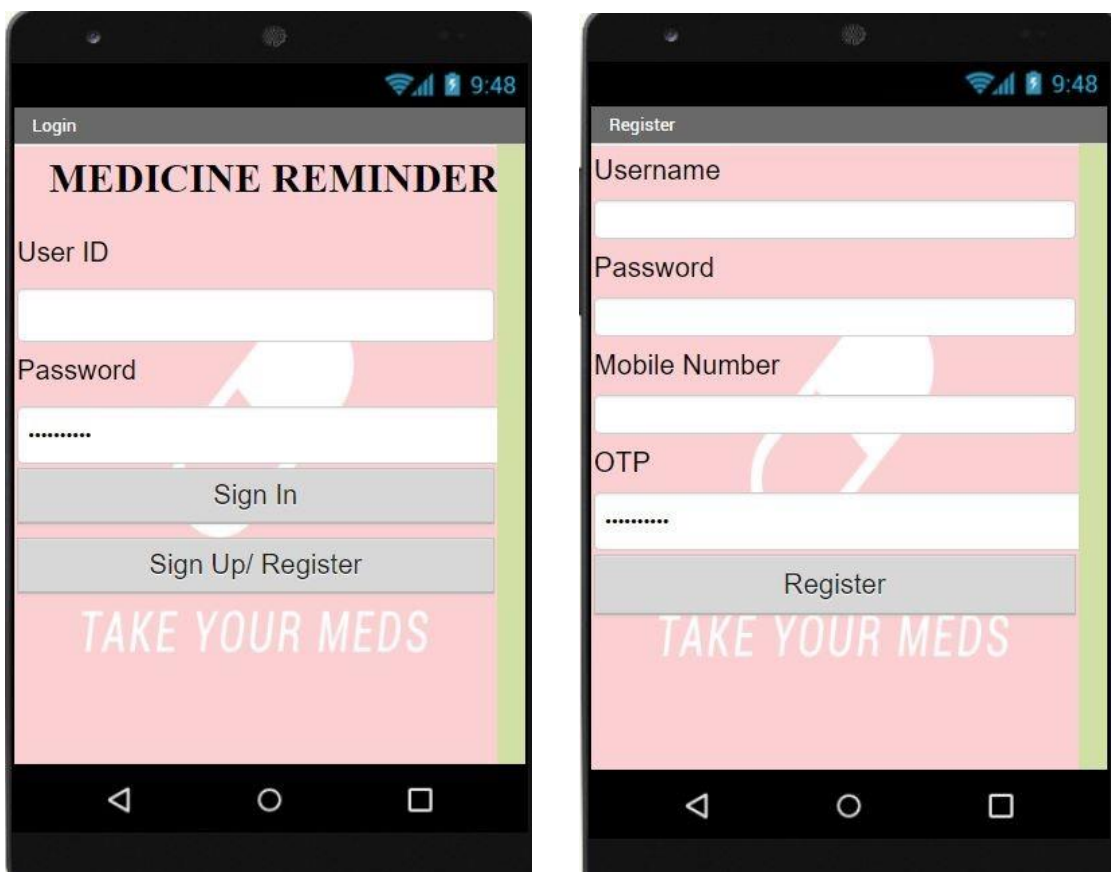 9:48
Login
MEDICINE REMINDER
User ID
Password
••••••••••
Sign In
Sign Up/ Register
TAKE YOUR MEDS
9:48
Register
Username
Password
Mobile Number
OTP
••••••••••
Register
TAKE YOUR MEDS